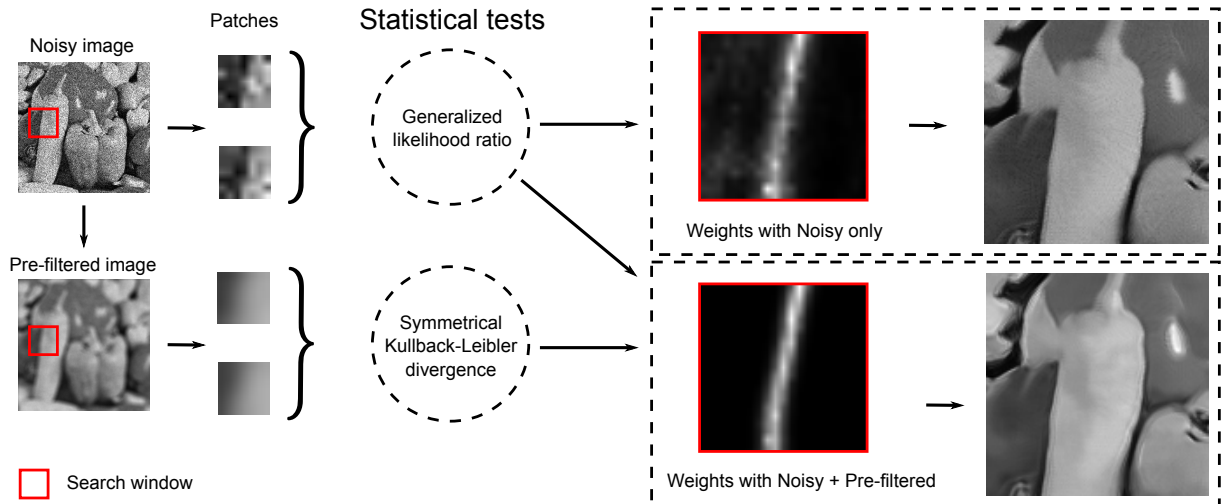 Statistical tests
Patches
Noisy image
Generalized
likelihood ratio
Weights with Noisy only
Pre-filtered image
Symmetrical
Kullback-Leibler
divergence
Weights with Noisy + Pre-filtered
Search window